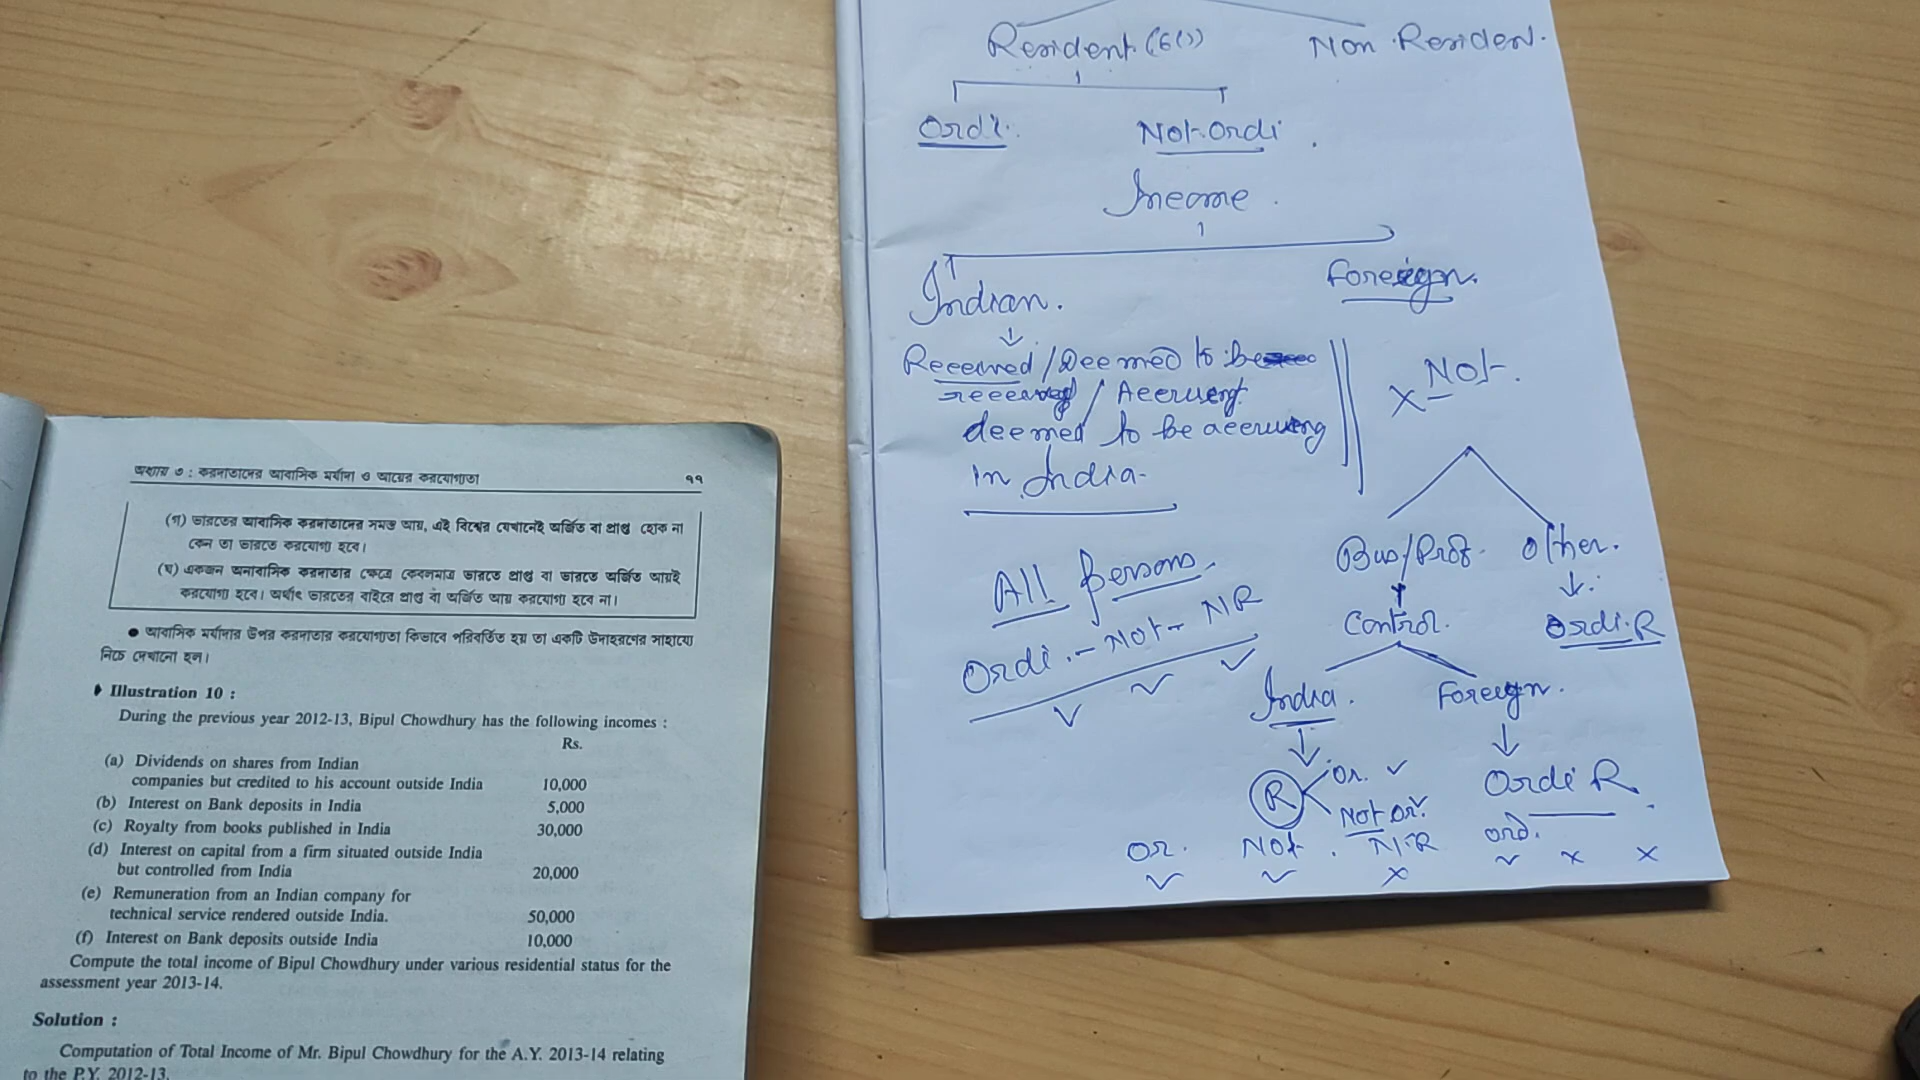 অধ্যায় ৩ : করদাতাদের আবাসিক মর্যাদা ও আয়ের করযোগ্যতা ৭৭
(গ) ভারতের আবাসিক করদাতাদের সমস্ত আয়, এই বিশ্বের যেখানেই অর্জিত বা প্রাপ্ত হোক না
কেন তা ভারতে করযোগ্য হবে।
(ঘ) একজন অনাবাসিক করদাতার ক্ষেত্রে কেবলমাত্র ভারতে প্রাপ্ত বা ভারতে অর্জিত আয়ই
করযোগ্য হবে। অর্থাৎ ভারতের বাইরে প্রাপ্ত বা অর্জিত আয় করযোগ্য হবে না।
● আবাসিক মর্যাদার উপর করদাতার করযোগ্যতা কিভাবে পরিবর্তিত হয় তা একটি উদাহরণের সাহায্যে
নিচে দেখানো হল।
Illustration 10 :
During the previous year 2012-13, Bipul Chowdhury has the following incomes :
Rs.
(a) Dividends on shares from Indian
companies but credited to his account outside India 10,000
(b) Interest on Bank deposits in India 5,000
(c) Royalty from books published in India 30,000
(d) Interest on capital from a firm situated outside India
but controlled from India 20,000
(e) Remuneration from an Indian company for
technical service rendered outside India. 50,000
(f) Interest on Bank deposits outside India 10,000
Compute the total income of Bipul Chowdhury under various residential status for the
assessment year 2013-14.
Solution :
Computation of Total Income of Mr. Bipul Chowdhury for the A.Y. 2013-14 relating
to the P.Y. 2012-13.
Resident (6(1)) Non Residen.
Ordi. Not-Ordi.
Income.
Indian. Foreign.
Received / Deemed to be
received / Accruent
deemed to be accruing
in India-
× Not.
All Persons.
Ordi. - Not - NR
Bus/Prof. Other.
Control. Ordi.R
India. Foreign.
R Or. Ordi R.
Not Or.
Or. Not. N.R ord.
× × ×